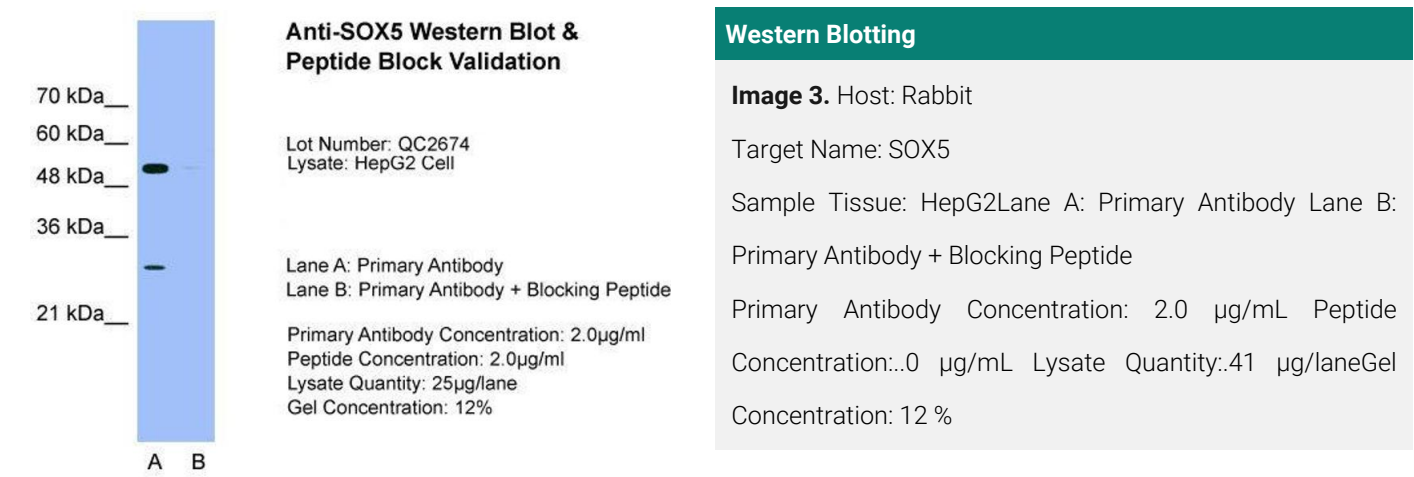 Anti-SOX5 Western Blot &
Peptide Block Validation
70 kDa__
60 kDa__
48 kDa__
36 kDa__
21 kDa__
Lot Number: QC2674
Lysate: HepG2 Cell
Lane A: Primary Antibody
Lane B: Primary Antibody + Blocking Peptide
Primary Antibody Concentration: 2.0µg/ml
Peptide Concentration: 2.0µg/ml
Lysate Quantity: 25µg/lane
Gel Concentration: 12%
A B
Western Blotting
Image 3. Host: Rabbit
Target Name: SOX5
Sample Tissue: HepG2Lane A: Primary Antibody Lane B:
Primary Antibody + Blocking Peptide
Primary Antibody Concentration: 2.0 µg/mL Peptide
Concentration:..0 µg/mL Lysate Quantity:.41 µg/laneGel
Concentration: 12 %